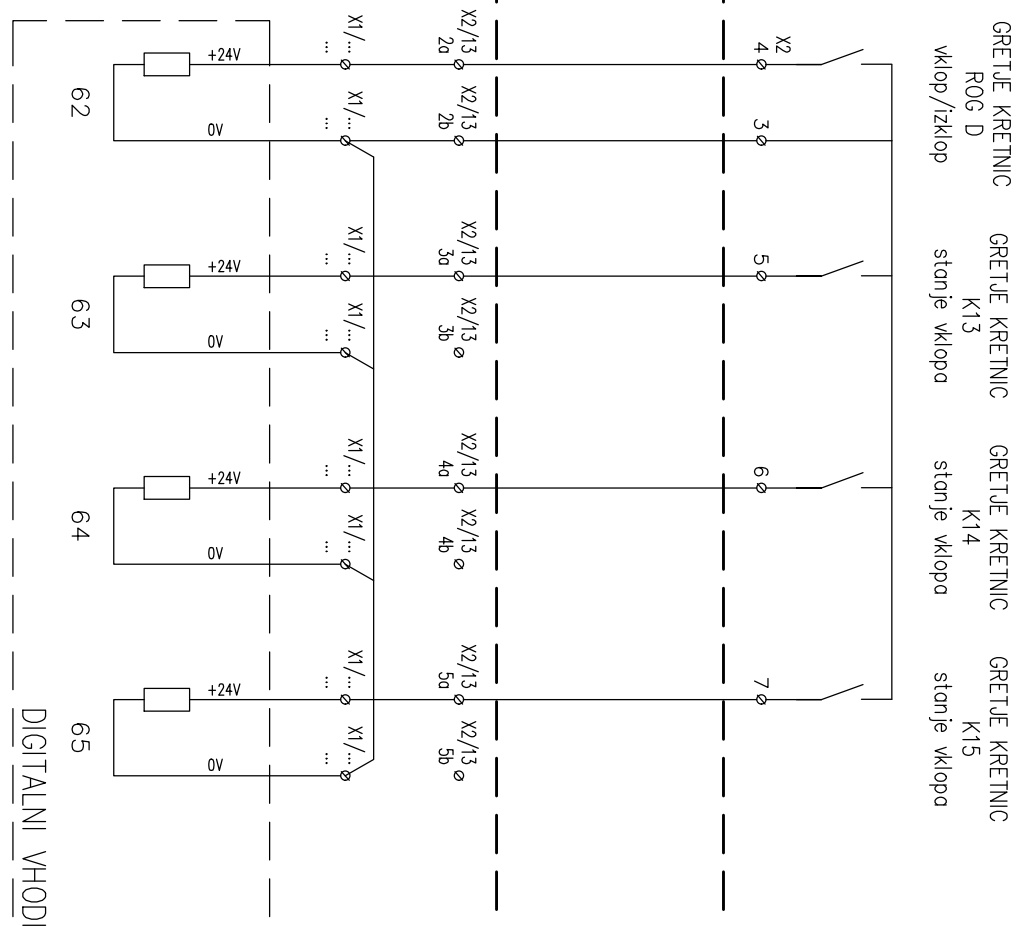 GRETJE KRETNIC
ROG D
vklop/izklop
GRETJE KRETNIC
K13
stanje vklopa
GRETJE KRETNIC
K14
stanje vklopa
GRETJE KRETNIC
K15
stanje vklopa
X2
4
3
5
6
7
X2/13
2a
X2/13
2b
X2/13
3a
X2/13
3b
X2/13
4a
X2/13
4b
X2/13
5a
X2/13
5b
X1/...
...
X1/...
...
X1/...
...
X1/...
...
X1/...
...
X1/...
...
X1/...
...
X1/...
...
+24V
0V
+24V
0V
+24V
0V
+24V
0V
62
63
64
65
DIGITALNI VHODI